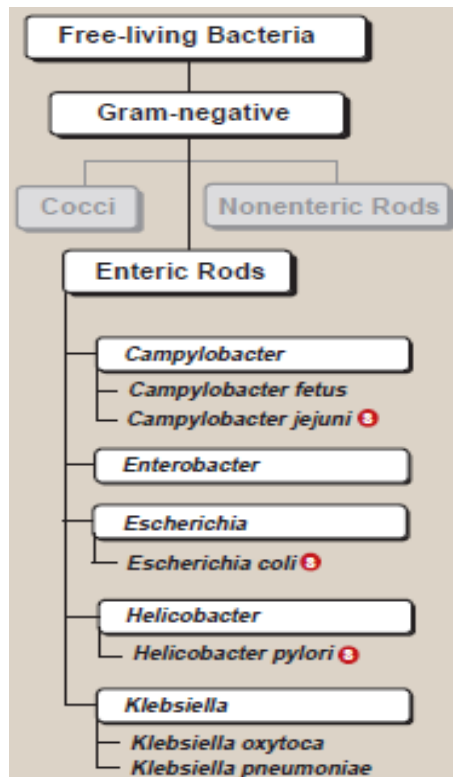 Free-living Bacteria
Gram-negative
Cocci
Nonenteric Rods
Enteric Rods
Campylobacter
Campylobacter fetus
Campylobacter jejuni S
Enterobacter
Escherichia
Escherichia coli S
Helicobacter
Helicobacter pylori S
Klebsiella
Klebsiella oxytoca
Klebsiella pneumoniae